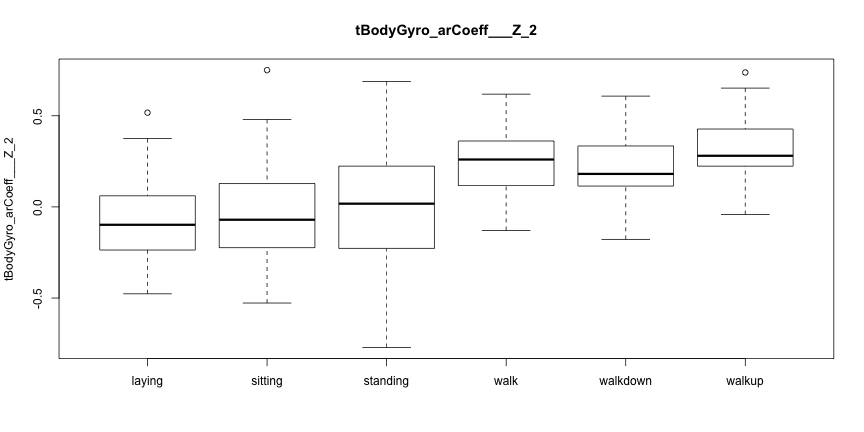 tBodyGyro_arCoeff___Z_2
tBodyGyro_arCoeff___Z_2
0.5
0.0
-0.5
laying sitting standing walk walkdown walkup